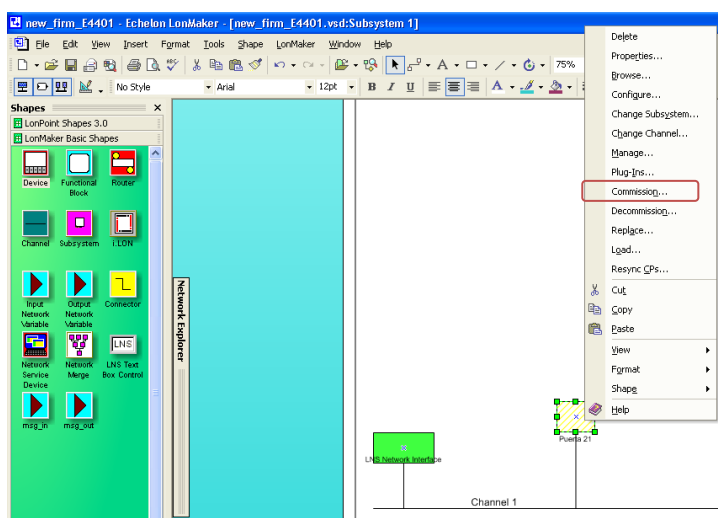 new_firm_E4401 - Echelon LonMaker - [new_firm_E4401.vsd:Subsystem 1]
File Edit View Insert Format Tools Shape LonMaker Window Help
75%
No Style Arial 12pt B I U A
Shapes
LonPoint Shapes 3.0
LonMaker Basic Shapes
Device Functional Block Router
Channel Subsystem i.LON
Input Network Variable Output Network Variable Connector
LNS
Network Service Device Network Merge LNS Text Box Control
msg_in msg_out
Network Explorer
Delete
Properties...
Browse...
Configure...
Change Subsystem...
Change Channel...
Manage...
Plug-Ins...
Commission...
Decommission...
Replace...
Load...
Resync CPs...
Cut
Copy
Paste
View
Format
Shape
Help
Puerta 21
LNS Network Interface
Channel 1